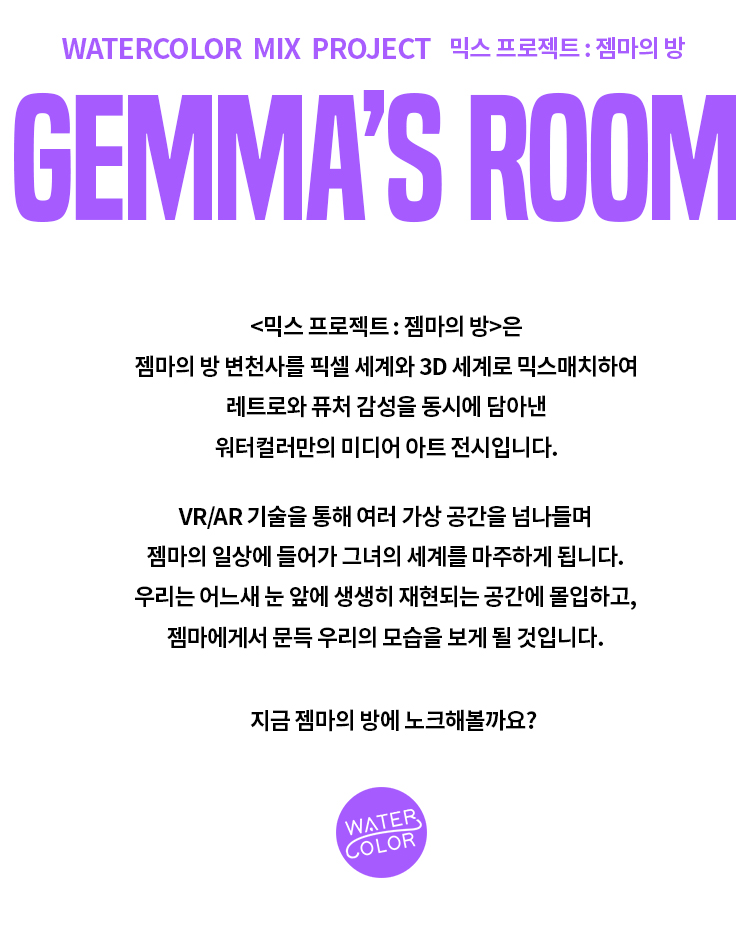 WATERCOLOR MIX PROJECT 믹스 프로젝트 : 젬마의 방
GEMMA'S ROOM
<믹스 프로젝트 : 젬마의 방>은
젬마의 방 변천사를 픽셀 세계와 3D 세계로 믹스매치하여
레트로와 퓨처 감성을 동시에 담아낸
워터컬러만의 미디어 아트 전시입니다.
VR/AR 기술을 통해 여러 가상 공간을 넘나들며
젬마의 일상에 들어가 그녀의 세계를 마주하게 됩니다.
우리는 어느새 눈 앞에 생생히 재현되는 공간에 몰입하고,
젬마에게서 문득 우리의 모습을 보게 될 것입니다.
지금 젬마의 방에 노크해볼까요?
WATER
COLOR